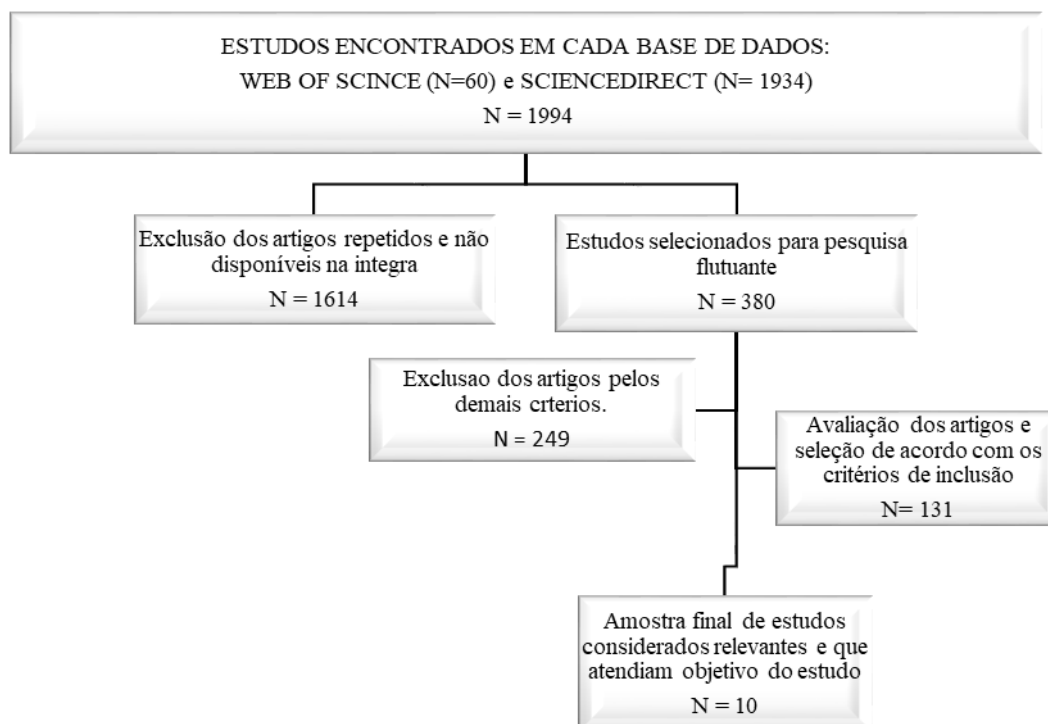 ESTUDOS ENCONTRADOS EM CADA BASE DE DADOS:
WEB OF SCINCE (N=60) e SCIENCEDIRECT (N= 1934)
N = 1994
Exclusão dos artigos repetidos e não
disponíveis na integra
N = 1614
Estudos selecionados para pesquisa
flutuante
N = 380
Exclusao dos artigos pelos
demais crterios.
N = 249
Avaliação dos artigos e
seleção de acordo com os
critérios de inclusão
N= 131
Amostra final de estudos
considerados relevantes e que
atendiam objetivo do estudo
N = 10